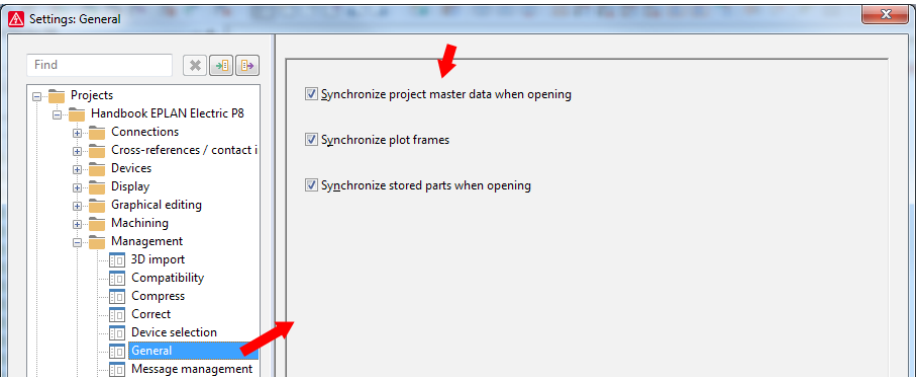 Settings: General
Find
Projects
Handbook EPLAN Electric P8
Connections
Cross-references / contact i
Devices
Display
Graphical editing
Machining
Management
3D import
Compatibility
Compress
Correct
Device selection
General
Message management
Synchronize project master data when opening
Synchronize plot frames
Synchronize stored parts when opening